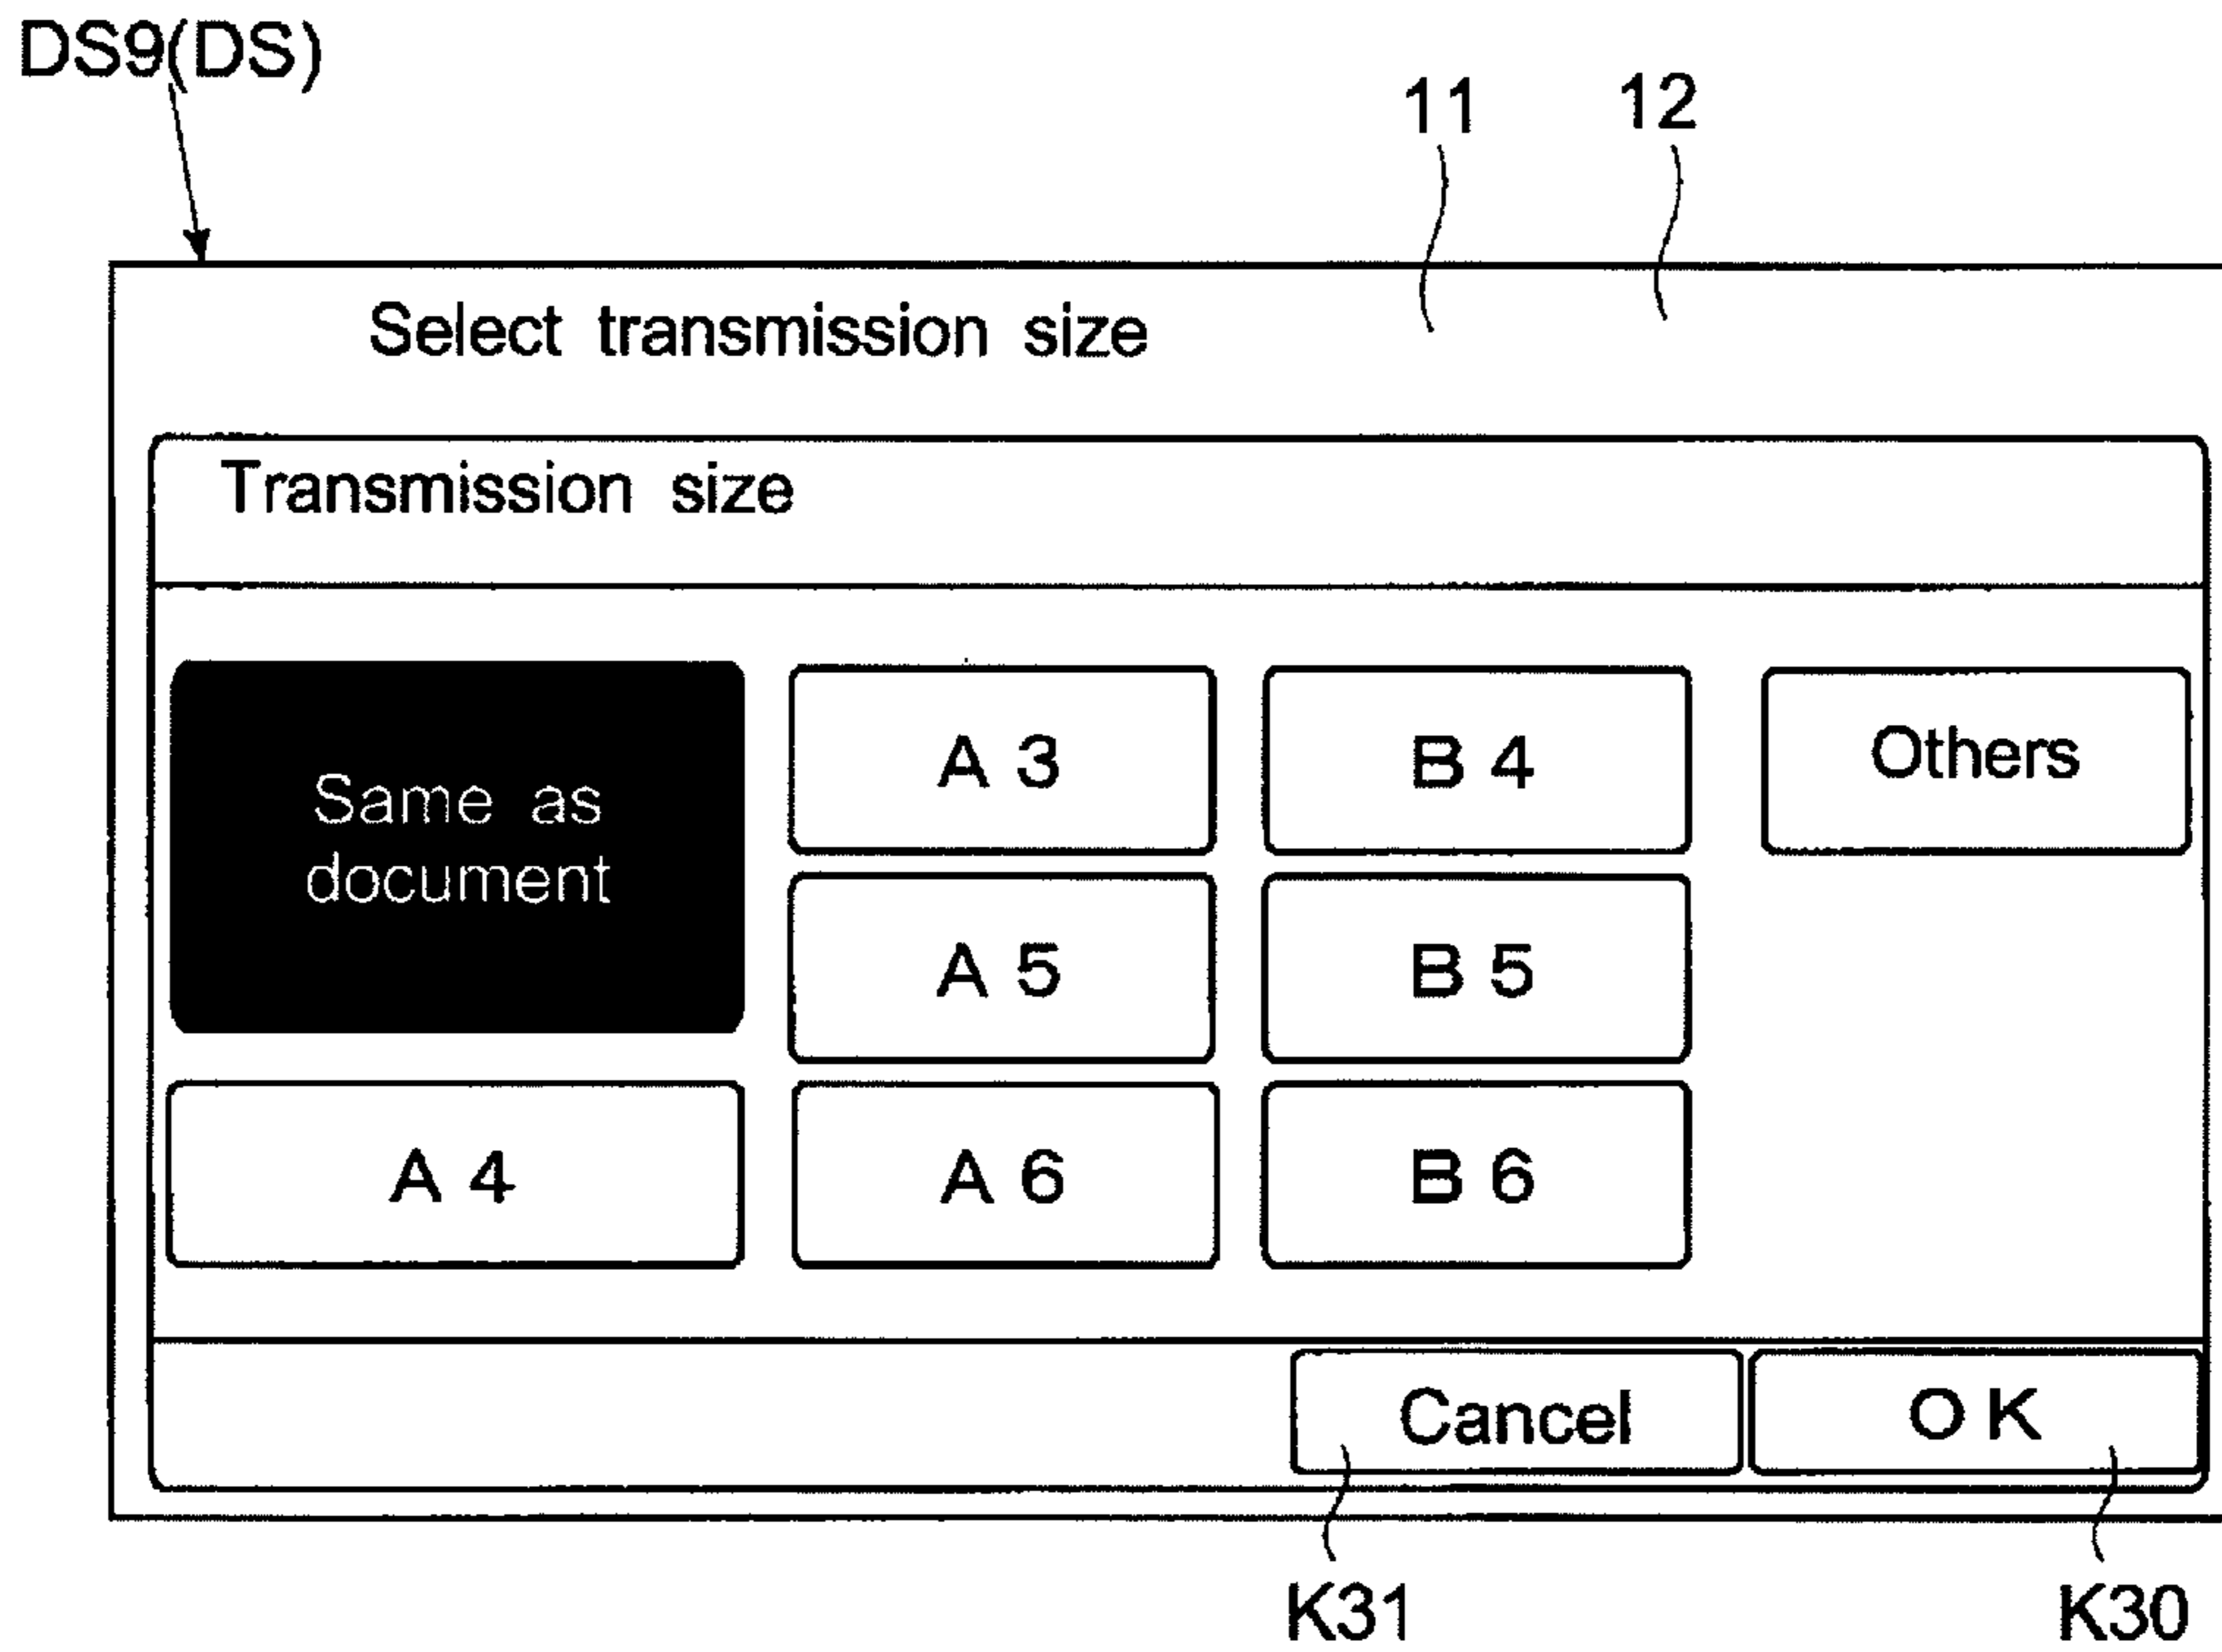 DS9(DS)
11
12
Select transmission size
Transmission size
Same as
document
A 3
B 4
Others
A 5
B 5
A 4
A 6
B 6
Cancel
O K
K31
K30